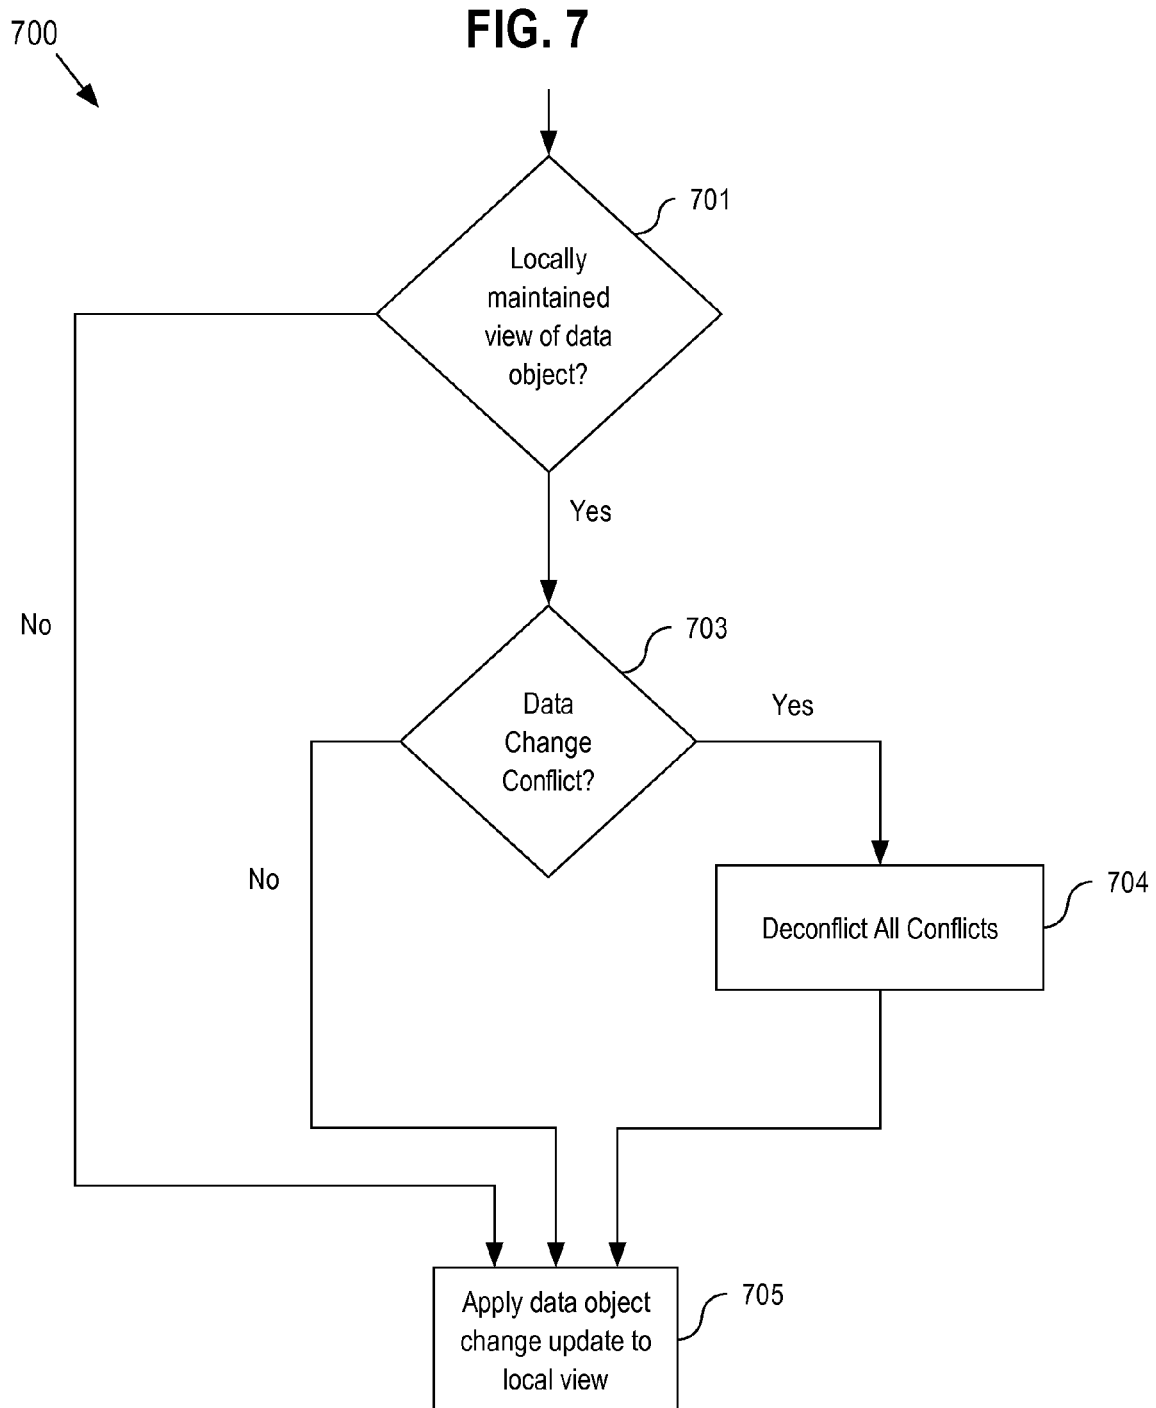 700
FIG. 7
701
Locally
maintained
view of data
object?
Yes
No
703
Data
Change
Conflict?
Yes
No
704
Deconflict All Conflicts
705
Apply data object
change update to
local view